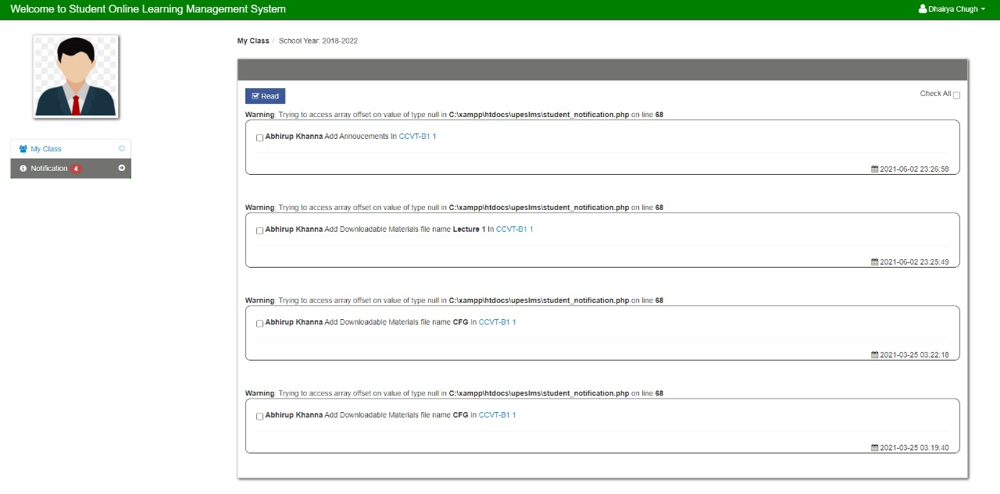 Welcome to Student Online Learning Management System
Dhairya Chugh
My Class / School Year: 2018-2022
Read
Check All
My Class
Notification 4
Warning: Trying to access array offset on value of type null in C:\xampp\htdocs\upeslms\student_notification.php on line 68
Abhirup Khanna Add Annoucements In CCVT-B1 1
2021-06-02 23:26:58
Warning: Trying to access array offset on value of type null in C:\xampp\htdocs\upeslms\student_notification.php on line 68
Abhirup Khanna Add Downloadable Materials file name Lecture 1 In CCVT-B1 1
2021-06-02 23:25:49
Warning: Trying to access array offset on value of type null in C:\xampp\htdocs\upeslms\student_notification.php on line 68
Abhirup Khanna Add Downloadable Materials file name CFG In CCVT-B1 1
2021-03-25 03:22:18
Warning: Trying to access array offset on value of type null in C:\xampp\htdocs\upeslms\student_notification.php on line 68
Abhirup Khanna Add Downloadable Materials file name CFG In CCVT-B1 1
2021-03-25 03:19:40